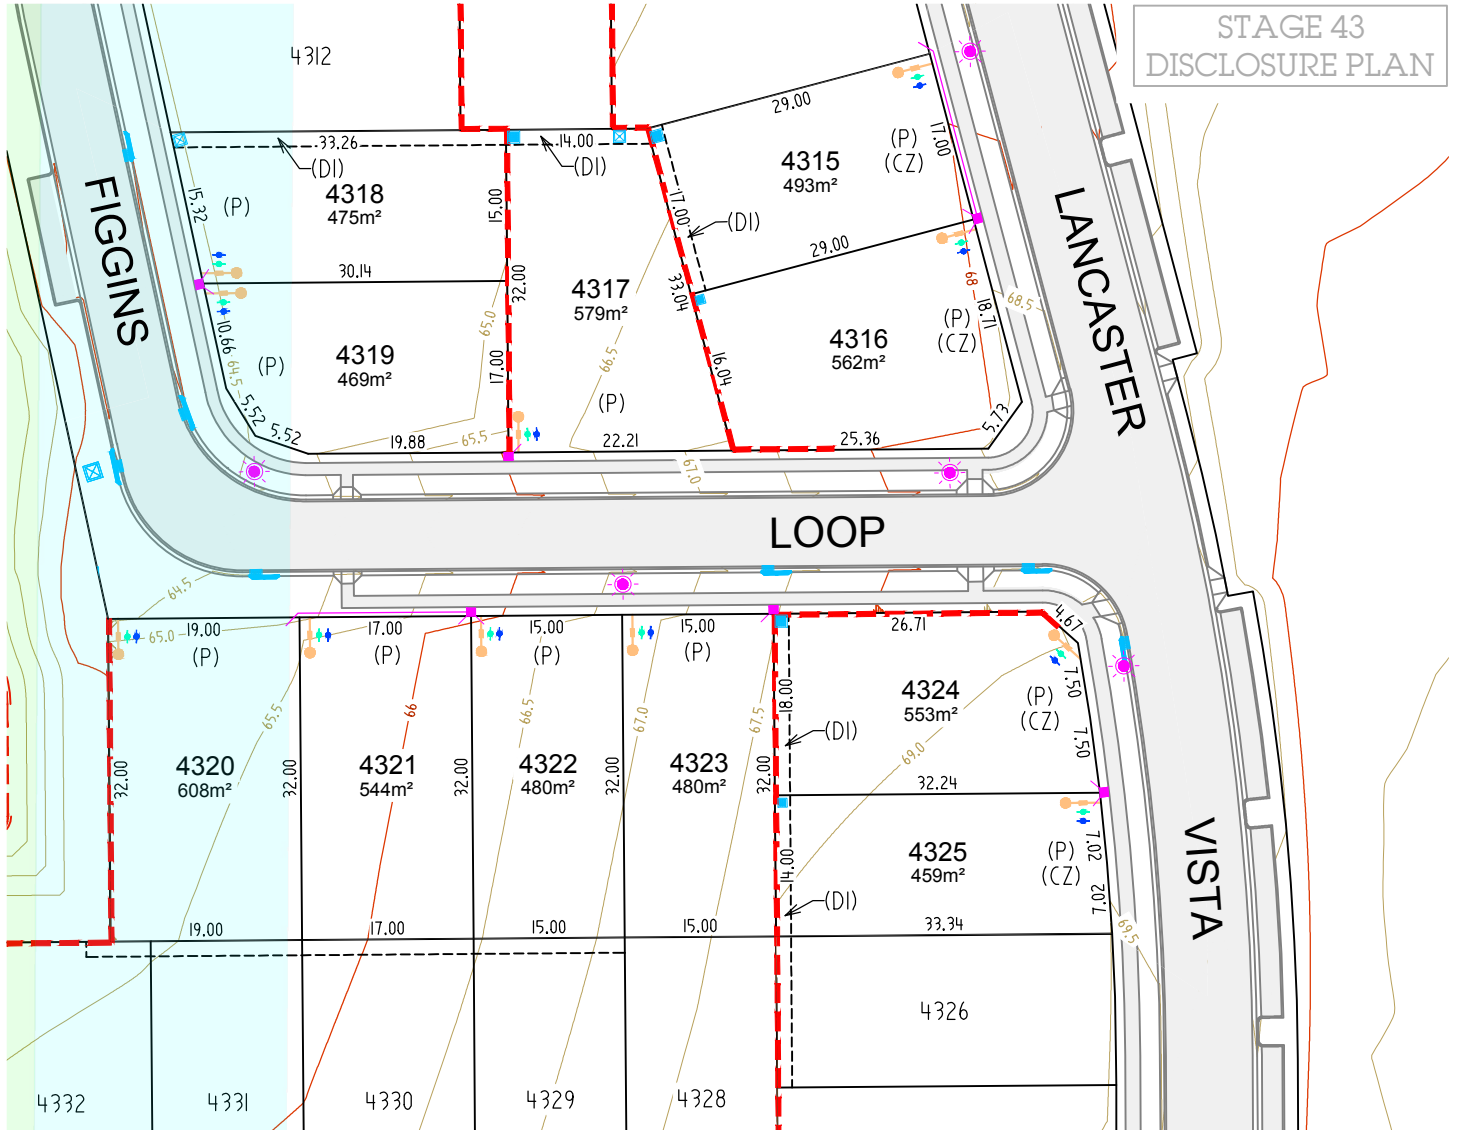 STAGE 43
DISCLOSURE PLAN
4312
29.00
33.26
(DI)
14.00
(DI)
4318
475m²
15.32
(P)
15.00
4315
493m²
(P)
(CZ)
17.00
17.00
(DI)
FIGGINS
30.14
32.00
4317
579m²
33.04
29.00
68
18.71
68.5
LANCASTER
10.66
64.5
(P)
4319
469m²
65.0
17.00
66.5
16.04
4316
562m²
(P)
(CZ)
(P)
5.52
5.52
19.88
65.5
22.21
67.0
25.36
5.73
LOOP
64.5
65.0
19.00
(P)
17.00
(P)
15.00
(P)
15.00
(P)
26.71
4.67
65.5
66
66.5
67.0
67.5
18.00
4324
553m²
(P)
(CZ)
7.50
7.50
(DI)
69.0
32.00
4320
608m²
32.00
4321
544m²
32.00
4322
480m²
32.00
4323
480m²
32.00
32.24
4325
459m²
(P)
(CZ)
7.02
7.02
14.00
(DI)
VISTA
19.00
17.00
15.00
15.00
33.34
69.5
4326
4332
4331
4330
4329
4328